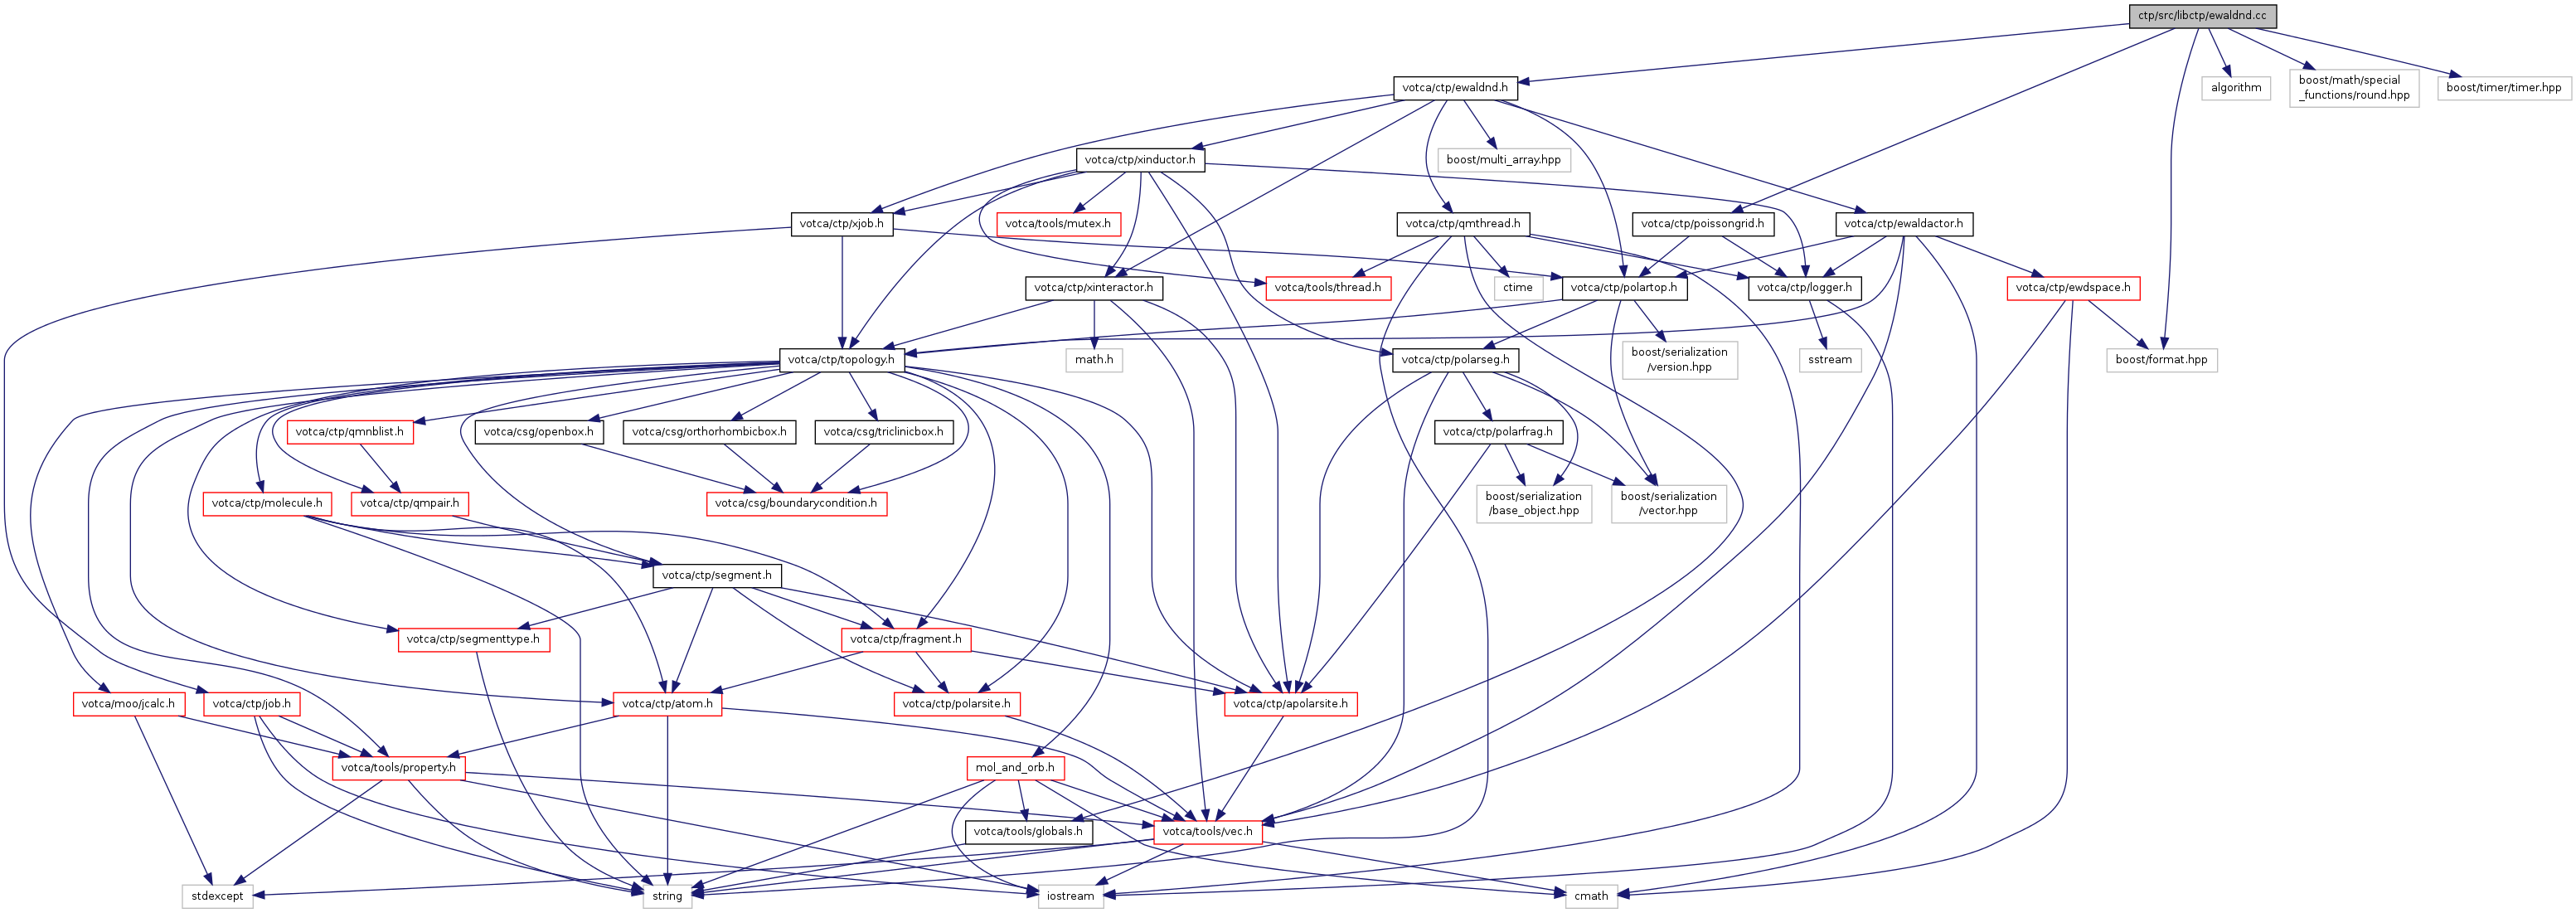 ctp/src/libctp/ewaldnd.cc
votca/ctp/ewaldnd.h
algorithm
boost/math/special
_functions/round.hpp
boost/timer/timer.hpp
votca/ctp/xinductor.h
boost/multi_array.hpp
votca/ctp/xjob.h
votca/tools/mutex.h
votca/ctp/qmthread.h
votca/ctp/poissongrid.h
votca/ctp/ewaldactor.h
votca/ctp/xinteractor.h
votca/tools/thread.h
ctime
votca/ctp/polartop.h
votca/ctp/logger.h
votca/ctp/ewdspace.h
votca/ctp/topology.h
math.h
votca/ctp/polarseg.h
boost/serialization
/version.hpp
sstream
boost/format.hpp
votca/ctp/qmnblist.h
votca/csg/openbox.h
votca/csg/orthorhombicbox.h
votca/csg/triclinicbox.h
votca/ctp/polarfrag.h
votca/ctp/molecule.h
votca/ctp/qmpair.h
votca/csg/boundarycondition.h
boost/serialization
/base_object.hpp
boost/serialization
/vector.hpp
votca/ctp/segment.h
votca/ctp/segmenttype.h
votca/ctp/fragment.h
votca/moo/jcalc.h
votca/ctp/job.h
votca/ctp/atom.h
votca/ctp/polarsite.h
votca/ctp/apolarsite.h
votca/tools/property.h
mol_and_orb.h
votca/tools/globals.h
votca/tools/vec.h
stdexcept
string
iostream
cmath